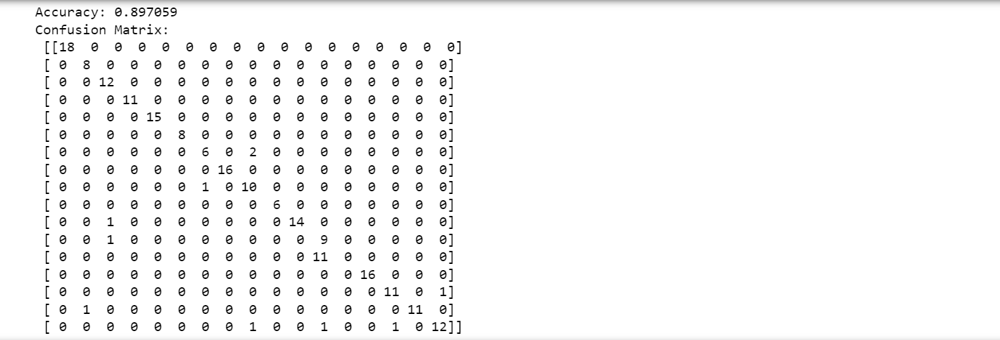 Accuracy: 0.897059
Confusion Matrix:
[[18 0 0 0 0 0 0 0 0 0 0 0 0 0 0 0 0]
[ 0 8 0 0 0 0 0 0 0 0 0 0 0 0 0 0 0]
[ 0 0 12 0 0 0 0 0 0 0 0 0 0 0 0 0 0]
[ 0 0 0 11 0 0 0 0 0 0 0 0 0 0 0 0 0]
[ 0 0 0 0 15 0 0 0 0 0 0 0 0 0 0 0 0]
[ 0 0 0 0 0 8 0 0 0 0 0 0 0 0 0 0 0]
[ 0 0 0 0 0 0 6 0 2 0 0 0 0 0 0 0 0]
[ 0 0 0 0 0 0 0 16 0 0 0 0 0 0 0 0 0]
[ 0 0 0 0 0 0 1 0 10 0 0 0 0 0 0 0 0]
[ 0 0 0 0 0 0 0 0 0 6 0 0 0 0 0 0 0]
[ 0 0 1 0 0 0 0 0 0 0 14 0 0 0 0 0 0]
[ 0 0 1 0 0 0 0 0 0 0 0 9 0 0 0 0 0]
[ 0 0 0 0 0 0 0 0 0 0 0 11 0 0 0 0 0]
[ 0 0 0 0 0 0 0 0 0 0 0 0 0 16 0 0 0]
[ 0 0 0 0 0 0 0 0 0 0 0 0 0 0 11 0 1]
[ 0 1 0 0 0 0 0 0 0 0 0 0 0 0 0 11 0]
[ 0 0 0 0 0 0 0 0 1 0 0 1 0 0 1 0 12]]